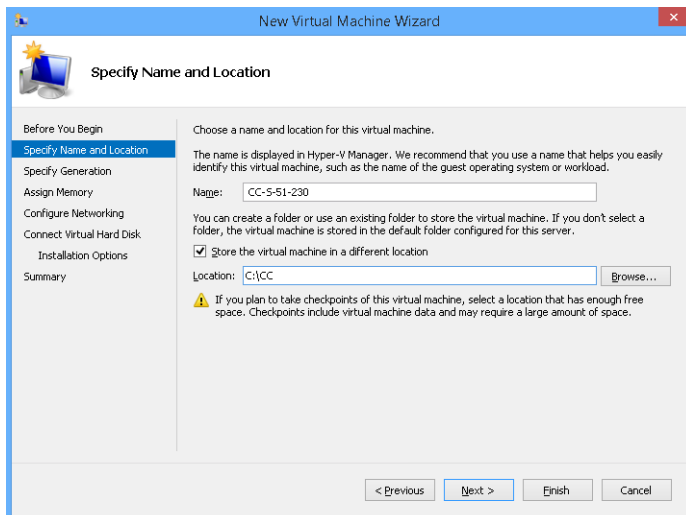 New Virtual Machine Wizard
Specify Name and Location
Before You Begin
Specify Name and Location
Specify Generation
Assign Memory
Configure Networking
Connect Virtual Hard Disk
Installation Options
Summary
Choose a name and location for this virtual machine.
The name is displayed in Hyper-V Manager. We recommend that you use a name that helps you easily
identify this virtual machine, such as the name of the guest operating system or workload.
Name: CC-S-51-230
You can create a folder or use an existing folder to store the virtual machine. If you don't select a
folder, the virtual machine is stored in the default folder configured for this server.
Store the virtual machine in a different location
Location: C:\CC Browse...
If you plan to take checkpoints of this virtual machine, select a location that has enough free
space. Checkpoints include virtual machine data and may require a large amount of space.
< Previous Next > Finish Cancel